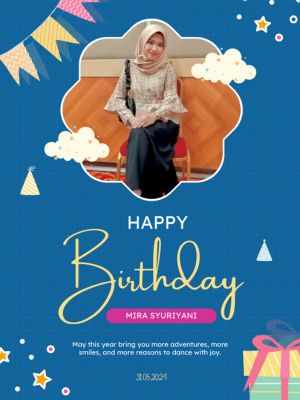 HAPPY
Birthday
MIRA SYURIYANI
May this year bring you more adventures, more
smiles, and more reasons to dance with joy.
31.05.2024